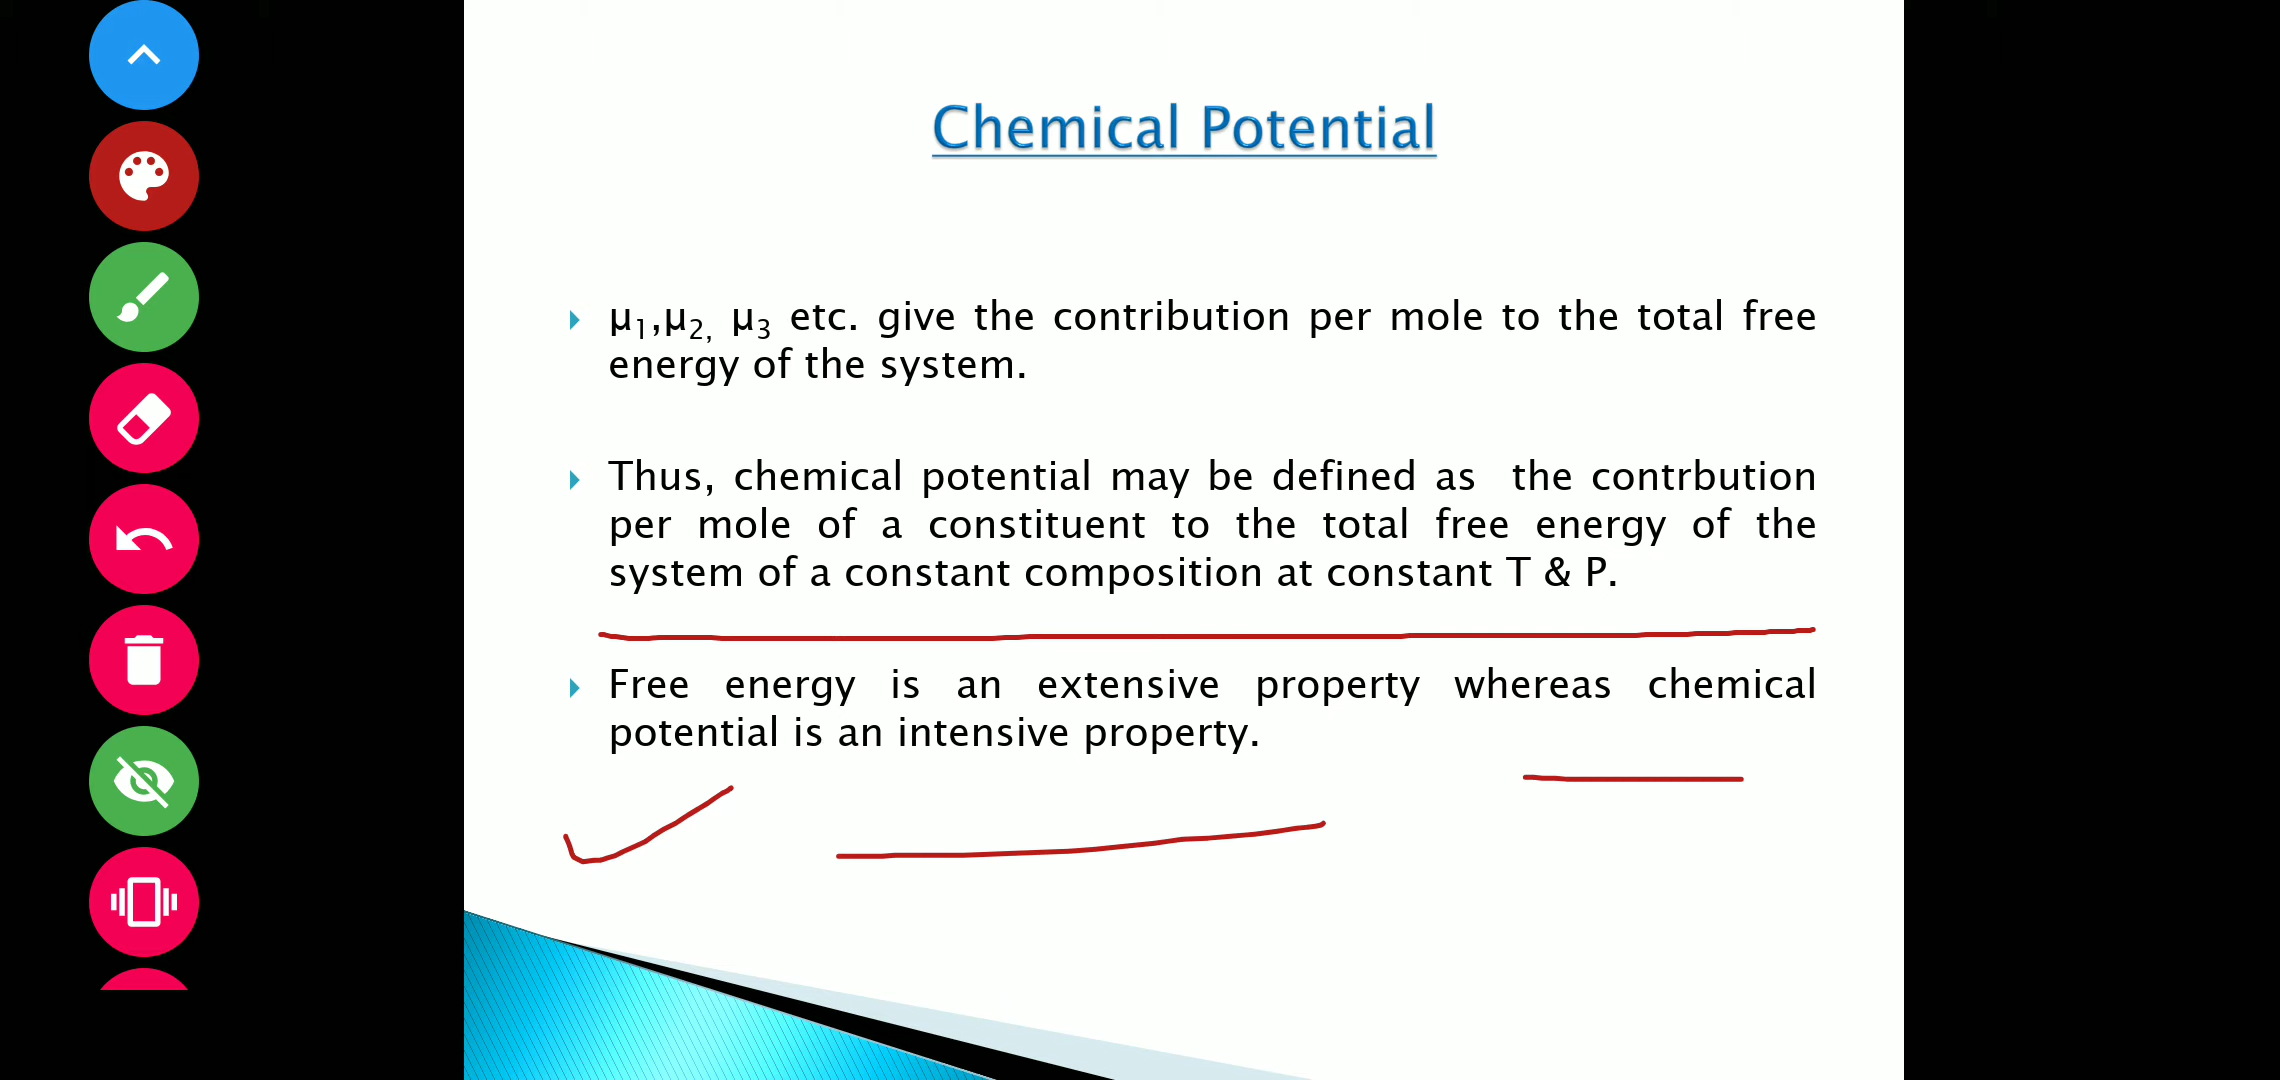 Chemical Potential
μ1,μ2, μ3 etc. give the contribution per mole to the total free
energy of the system.
Thus, chemical potential may be defined as the contrbution
per mole of a constituent to the total free energy of the
system of a constant composition at constant T & P.
Free energy is an extensive property whereas chemical
potential is an intensive property.